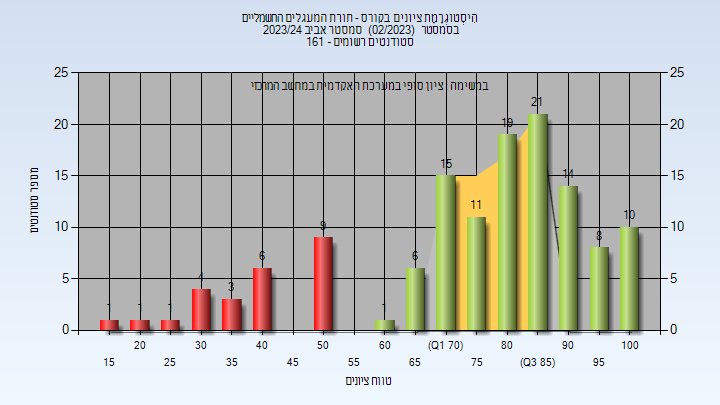 היסטוגרמת ציונים בקורס - תורת המעגלים החשמליים
בסמסטר (02/2023) סמסטר אביב 2023/24
סטודנטים רשומים - 161
במשימה : ציון סופי במערכת האקדמית במחשב המרכזי
25 25
20 20
15 15
10 10
5 5
0 0
1 1 1 4 3 6 9 1 6 15 11 19 21 14 8 10
מספר סטודנטים
20 30 40 50 60 (Q1 70) 80 90 100
15 25 35 45 55 65 75 (Q3 85) 95
טווח ציונים